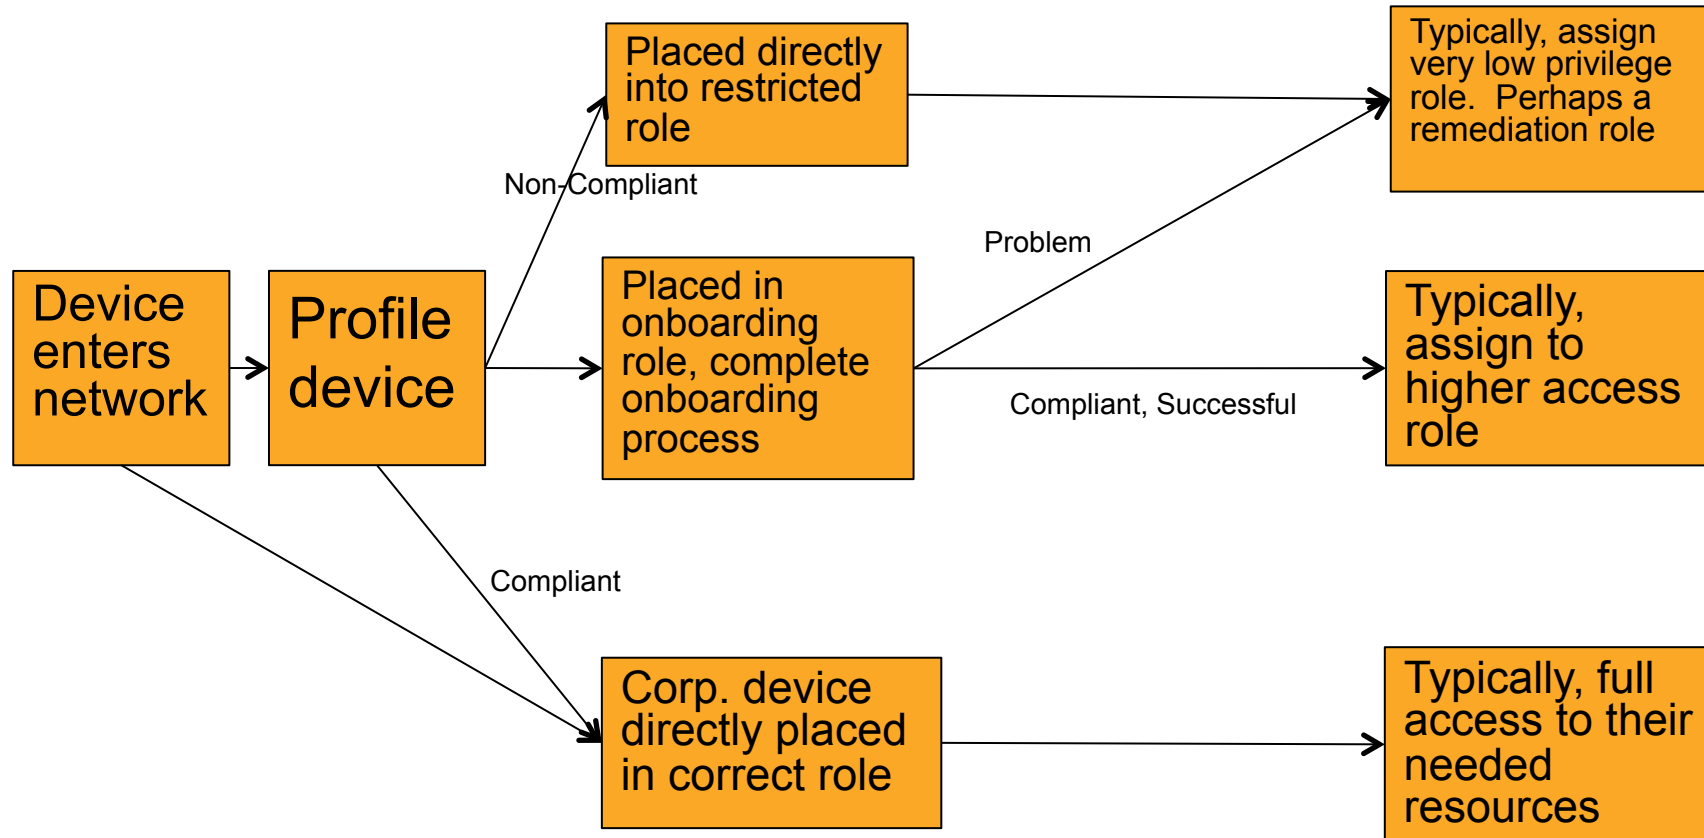 Device
enters
network
Profile
device
Non-Compliant
Placed directly
into restricted
role
Placed in
onboarding
role, complete
onboarding
process
Compliant
Corp. device
directly placed
in correct role
Problem
Compliant, Successful
Typically, assign
very low privilege
role.  Perhaps a
remediation role
Typically,
assign to
higher access
role
Typically, full
access to their
needed
resources